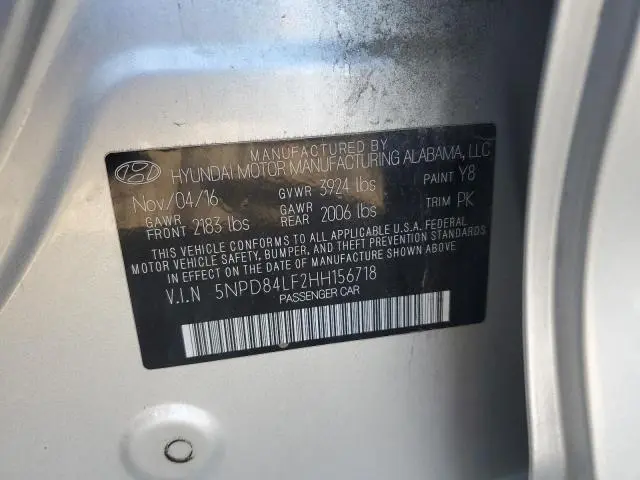 MANUFACTURED BY
HYUNDAI MOTOR MANUFACTURING ALABAMA, LLC
Nov/04/16 GVWR 3924 lbs PAINT Y8
GAWR FRONT 2183 lbs GAWR REAR 2006 lbs TRIM PK
THIS VEHICLE CONFORMS TO ALL APPLICABLE U.S.A. FEDERAL
MOTOR VEHICLE SAFETY, BUMPER, AND THEFT PREVENTION STANDARDS
IN EFFECT ON THE DATE OF MANUFACTURE SHOWN ABOVE.
V.I.N 5NPD84LF2HH156718
PASSENGER CAR